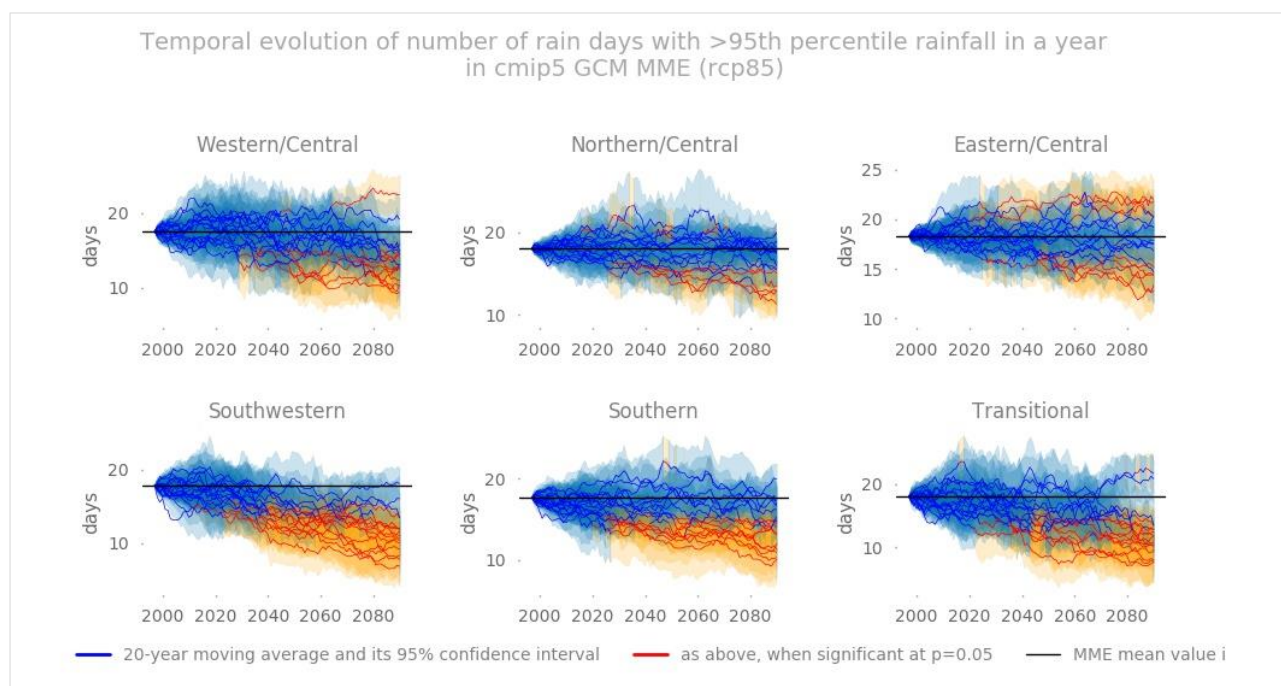 Temporal evolution of number of rain days with >95th percentile rainfall in a year
in cmip5 GCM MME (rcp85)
Western/Central
Northern/Central
Eastern/Central
days
20
10
2000 2020 2040 2060 2080
days
20
10
2000 2020 2040 2060 2080
days
25
20
15
10
2000 2020 2040 2060 2080
Southwestern
Southern
Transitional
days
20
10
2000 2020 2040 2060 2080
days
20
10
2000 2020 2040 2060 2080
days
20
10
2000 2020 2040 2060 2080
20-year moving average and its 95% confidence interval
as above, when significant at p=0.05
MME mean value i